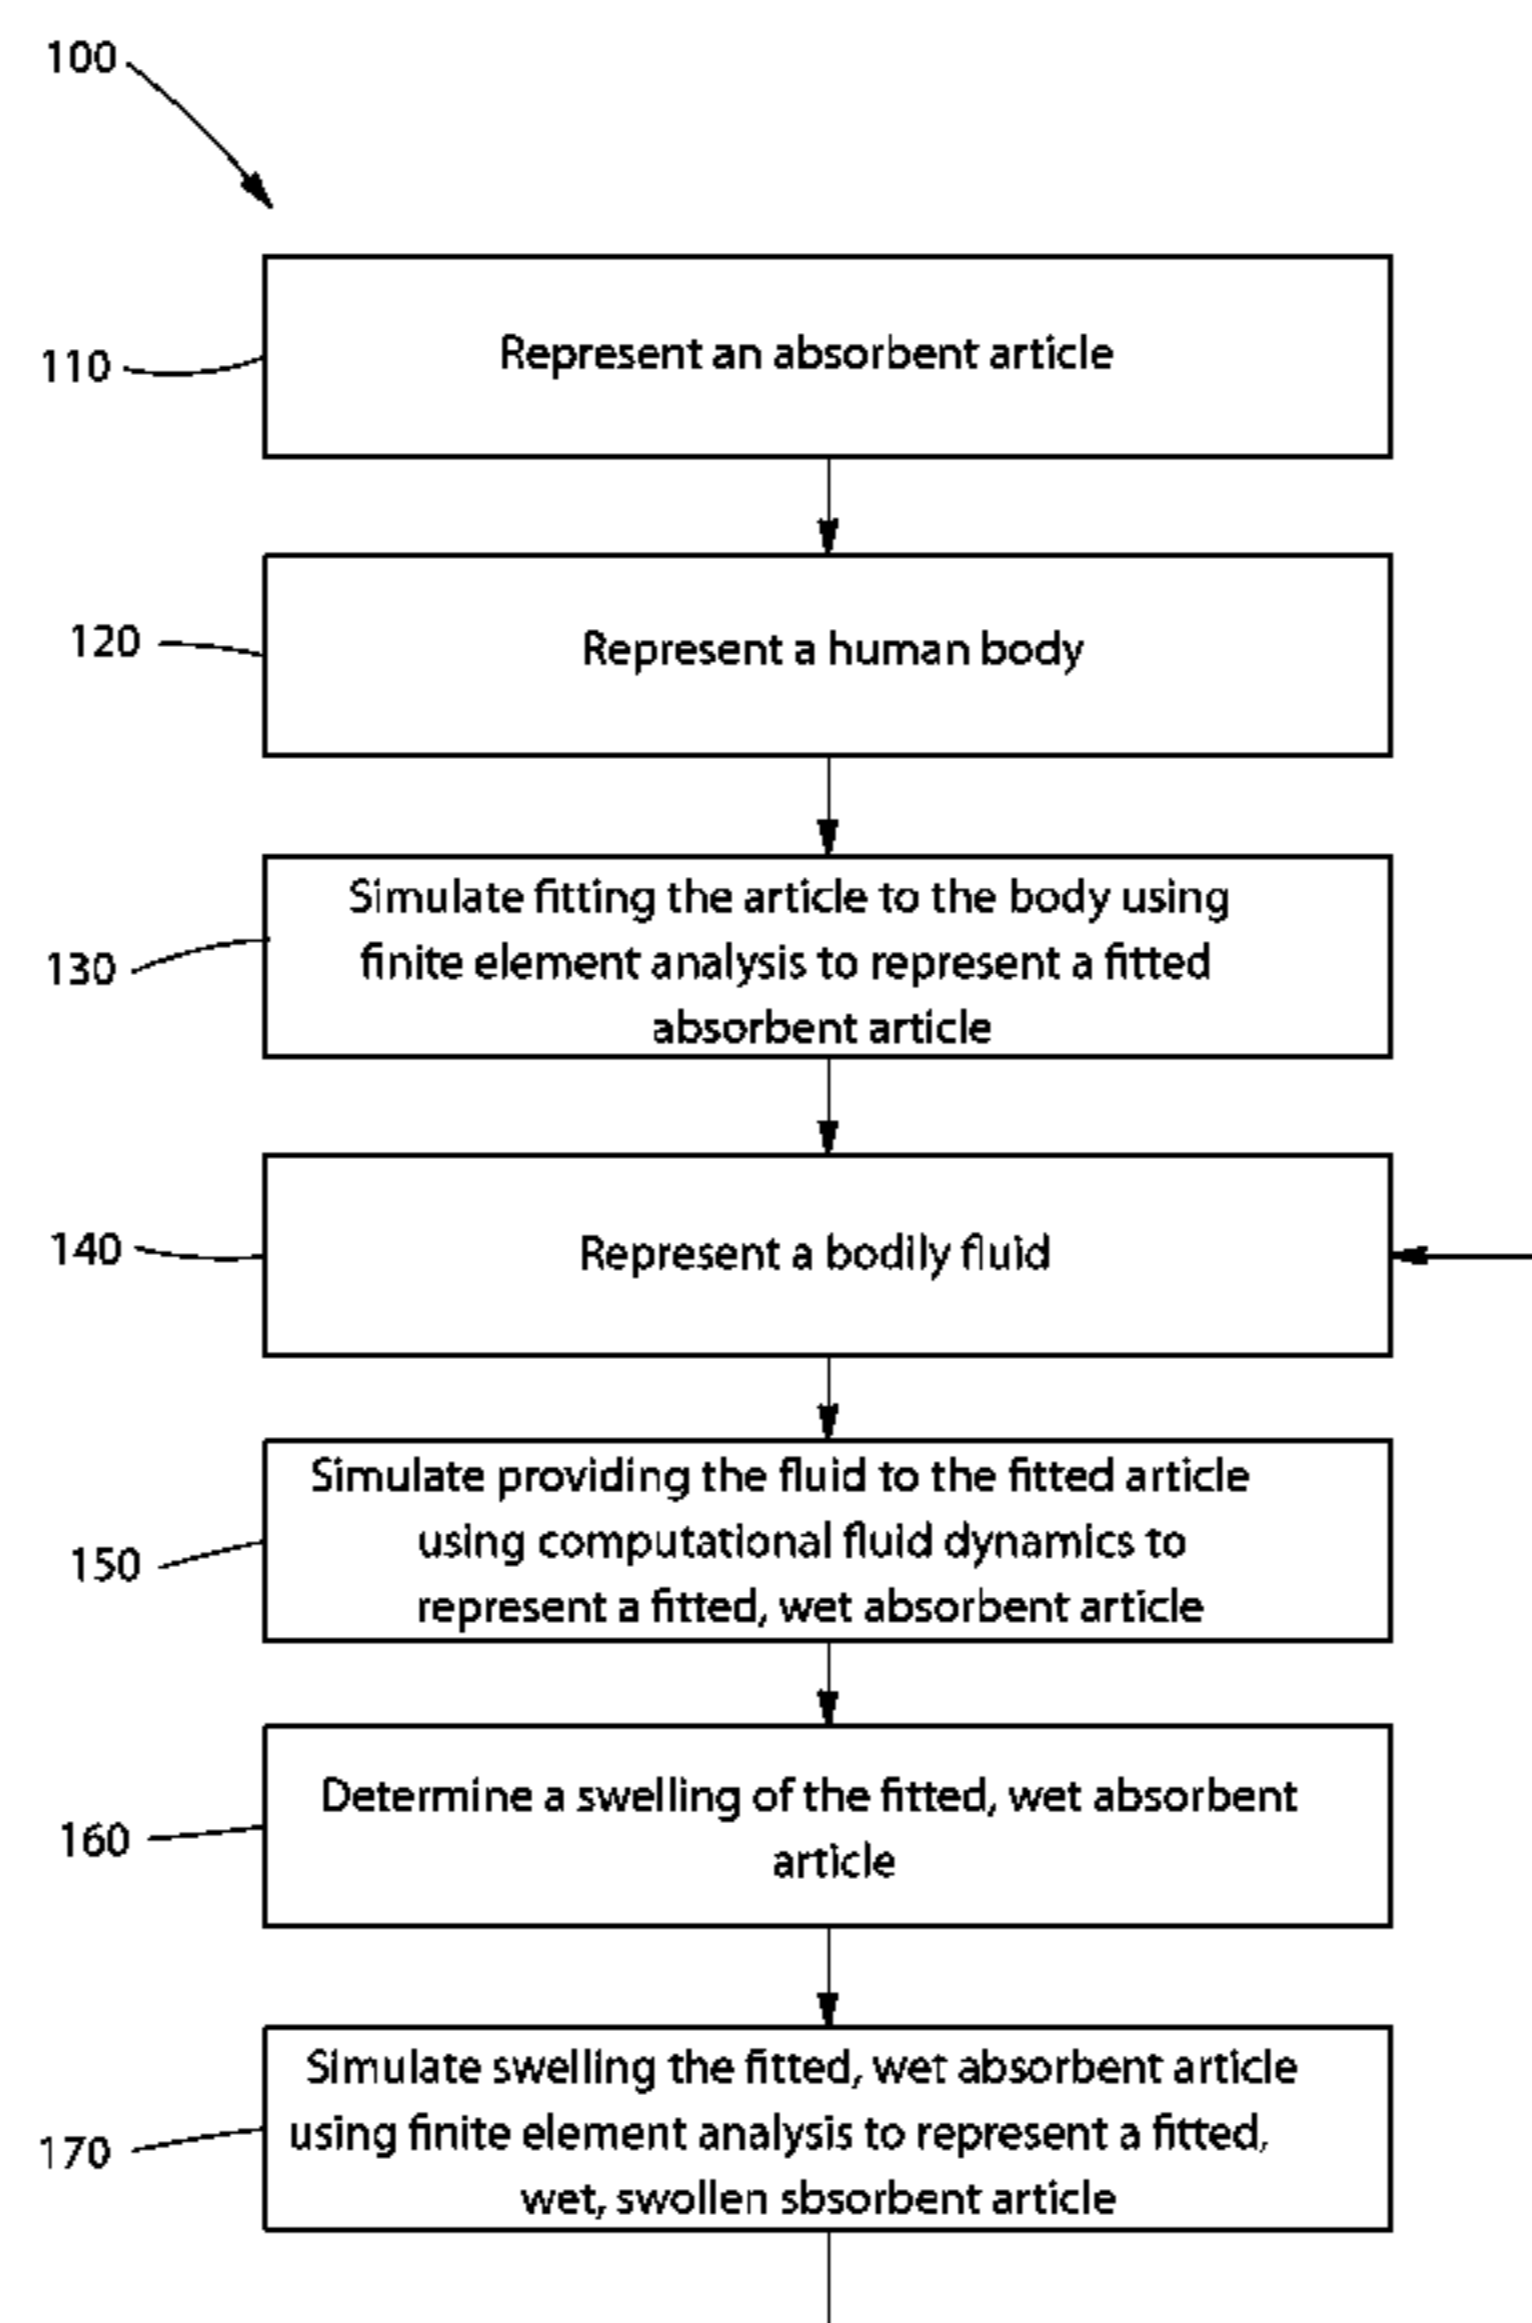 100
110
Represent an absorbent article
120
Represent a human body
130
Simulate fitting the article to the body using
finite element analysis to represent a fitted
absorbent article
140
Represent a bodily fluid
150
Simulate providing the fluid to the fitted article
using computational fluid dynamics to
represent a fitted, wet absorbent article
160
Determine a swelling of the fitted, wet absorbent
article
170
Simulate swelling the fitted, wet absorbent article
using finite element analysis to represent a fitted,
wet, swollen sbsorbent article